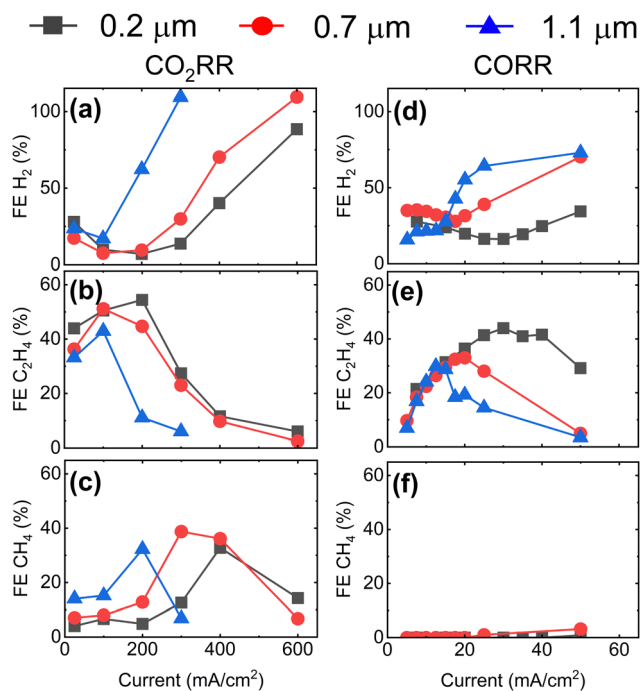 0.2 μm 0.7 μm 1.1 μm
CO₂RR CORR
(a)
FE H₂ (%)
100
50
0
(d)
FE H₂ (%)
100
50
0
(b)
FE C₂H₄ (%)
60
40
20
0
(e)
FE C₂H₄ (%)
60
40
20
0
(c)
FE CH₄ (%)
60
40
20
0
0 200 400 600
Current (mA/cm²)
(f)
FE CH₄ (%)
60
40
20
0
0 20 40 60
Current (mA/cm²)